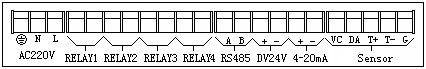 N L A B + - + - VC DA T+ T- G
AC220V RELAY1 RELAY2 RELAY3 RELAY4 RS485 DV24V 4-20mA Sensor